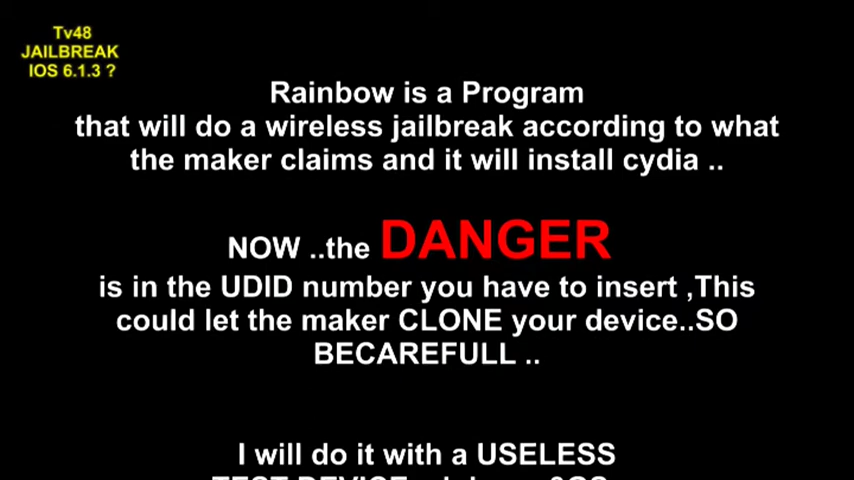 Tv48
JAILBREAK
IOS 6.1.3 ?
Rainbow is a Program
that will do a wireless jailbreak according to what
the maker claims and it will install cydia ..
NOW ..the DANGER
is in the UDID number you have to insert ,This
could let the maker CLONE your device..SO
BECAREFULL ..
I will do it with a USELESS
TEST DEVICE